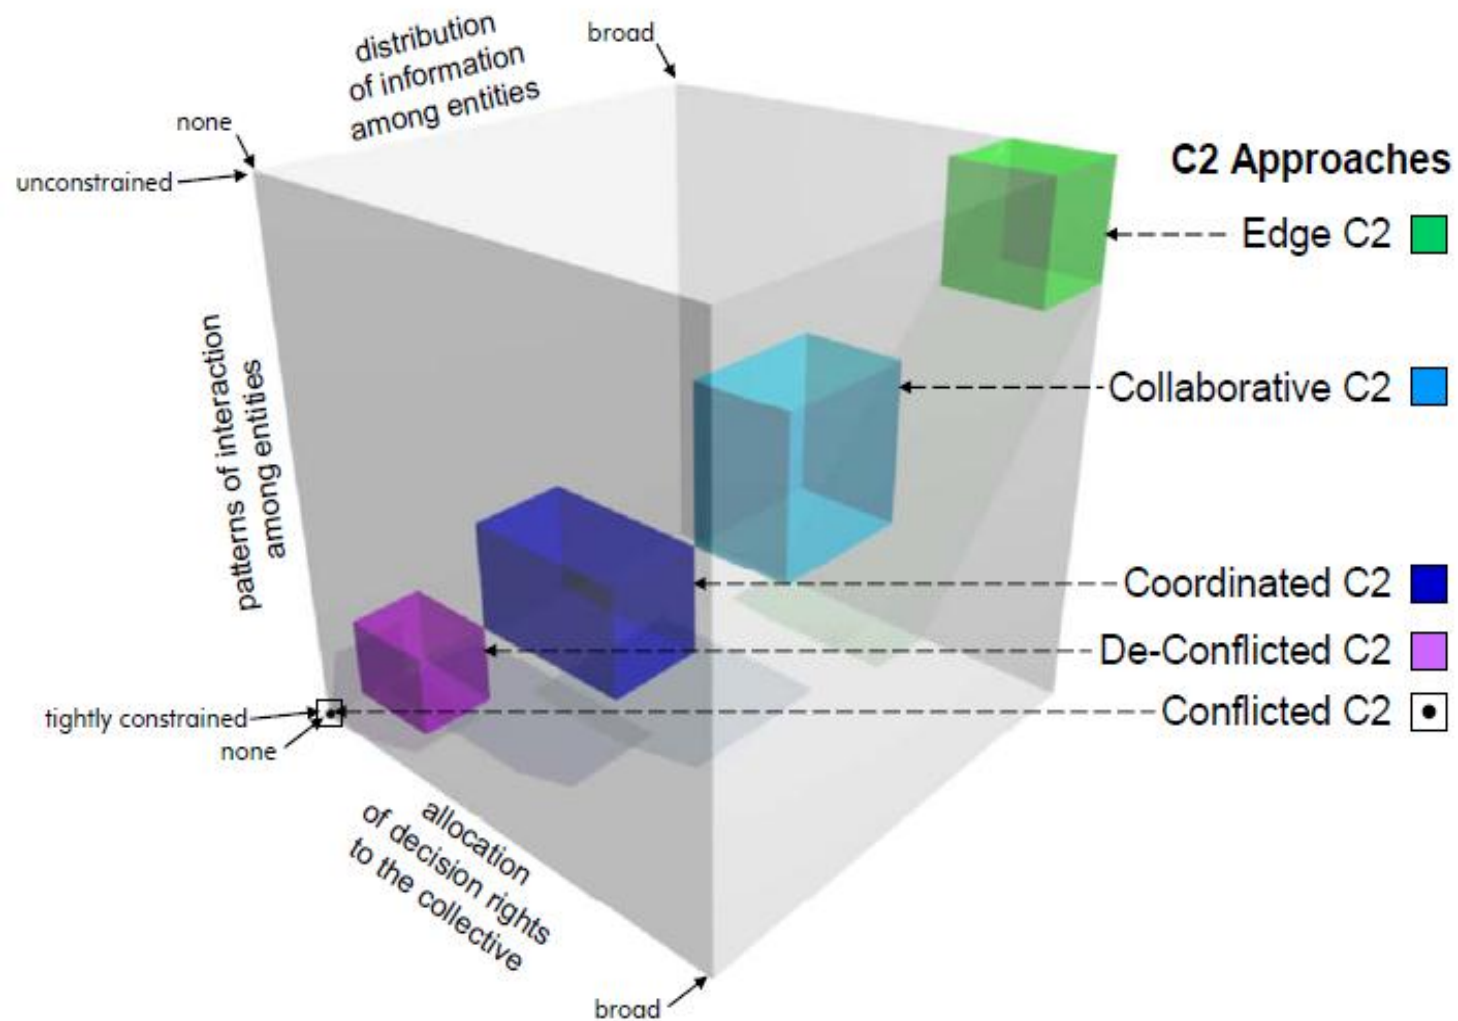 distribution
of information
among entities
broad
none
unconstrained
C2 Approaches
Edge C2
Collaborative C2
patterns of interaction
among entities
Coordinated C2
De-Conflicted C2
Conflicted C2
tightly constrained
none
allocation
of decision rights
to the collective
broad